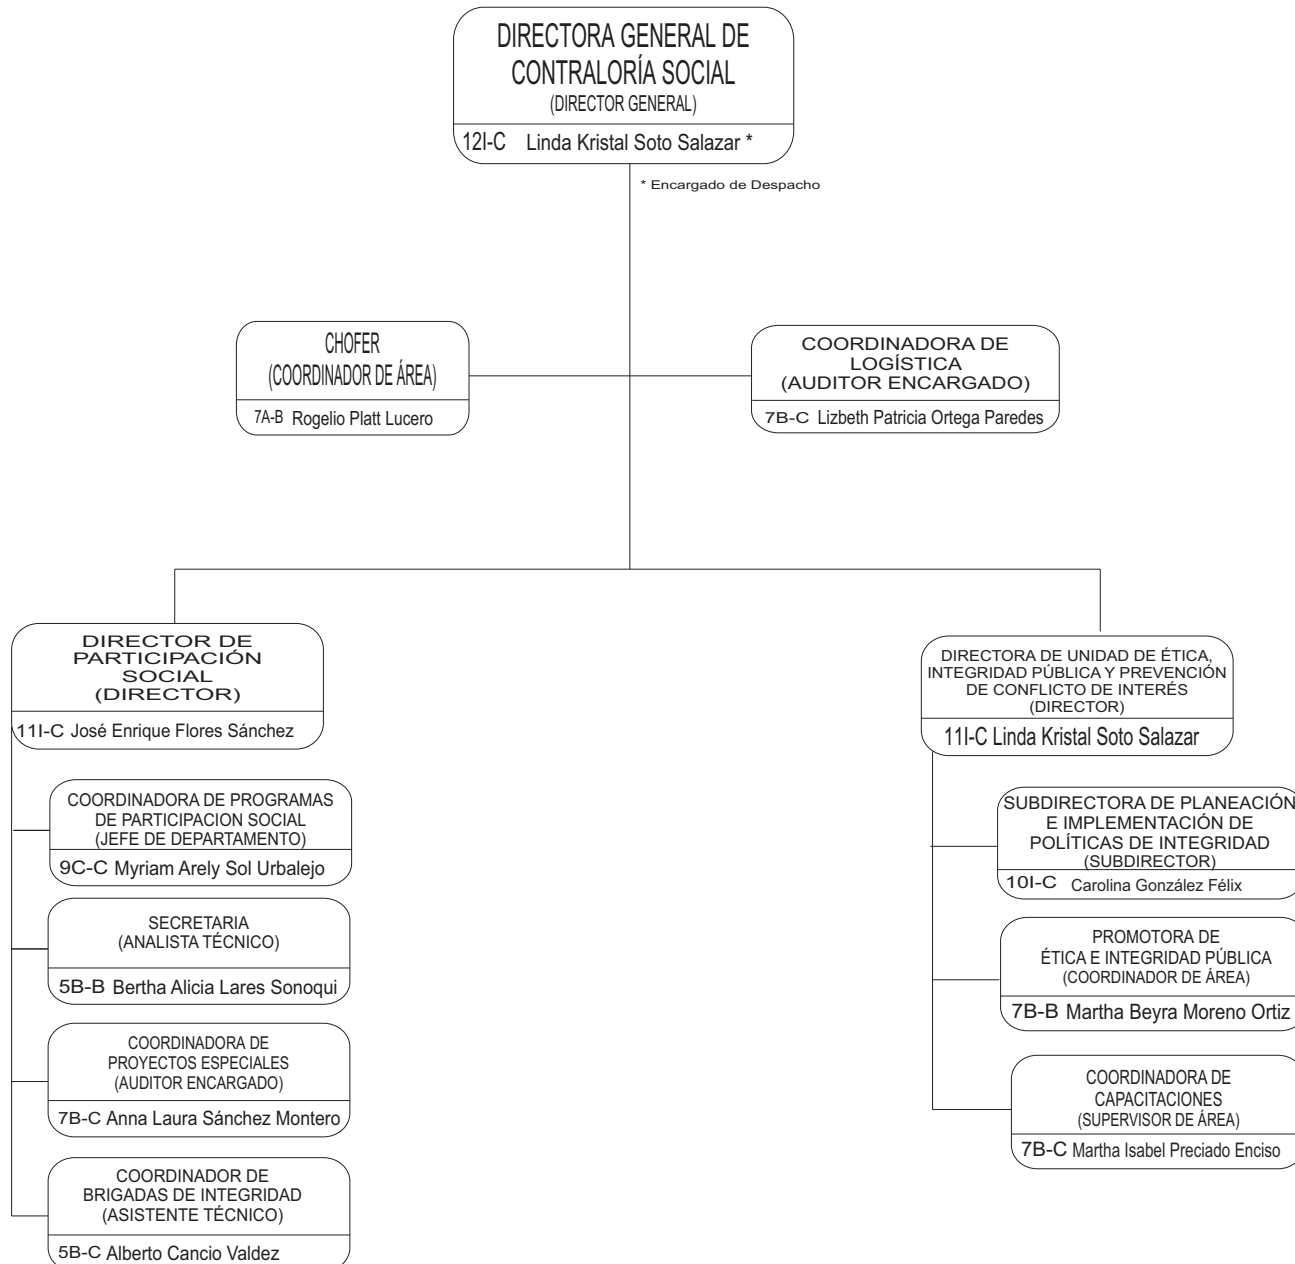 DIRECTORA GENERAL DE
CONTRALORÍA SOCIAL
(DIRECTOR GENERAL)
12I-C Linda Kristal Soto Salazar *
* Encargado de Despacho
CHOFER
(COORDINADOR DE ÁREA)
7A-B Rogelio Platt Lucero
COORDINADORA DE
LOGÍSTICA
(AUDITOR ENCARGADO)
7B-C Lizbeth Patricia Ortega Paredes
DIRECTOR DE
PARTICIPACIÓN
SOCIAL
(DIRECTOR)
11I-C José Enrique Flores Sánchez
COORDINADORA DE PROGRAMAS
DE PARTICIPACION SOCIAL
(JEFE DE DEPARTAMENTO)
9C-C Myriam Arely Sol Urbalejo
SECRETARIA
(ANALISTA TÉCNICO)
5B-B Bertha Alicia Lares Sonoqui
COORDINADORA DE
PROYECTOS ESPECIALES
(AUDITOR ENCARGADO)
7B-C Anna Laura Sánchez Montero
COORDINADOR DE
BRIGADAS DE INTEGRIDAD
(ASISTENTE TÉCNICO)
5B-C Alberto Cancio Valdez
DIRECTORA DE UNIDAD DE ÉTICA,
INTEGRIDAD PÚBLICA Y PREVENCIÓN
DE CONFLICTO DE INTERÉS
(DIRECTOR)
11I-C Linda Kristal Soto Salazar
SUBDIRECTORA DE PLANEACIÓN
E IMPLEMENTACIÓN DE
POLÍTICAS DE INTEGRIDAD
(SUBDIRECTOR)
10I-C Carolina González Félix
PROMOTORA DE
ÉTICA E INTEGRIDAD PÚBLICA
(COORDINADOR DE ÁREA)
7B-B Martha Beyra Moreno Ortiz
COORDINADORA DE
CAPACITACIONES
(SUPERVISOR DE ÁREA)
7B-C Martha Isabel Preciado Enciso